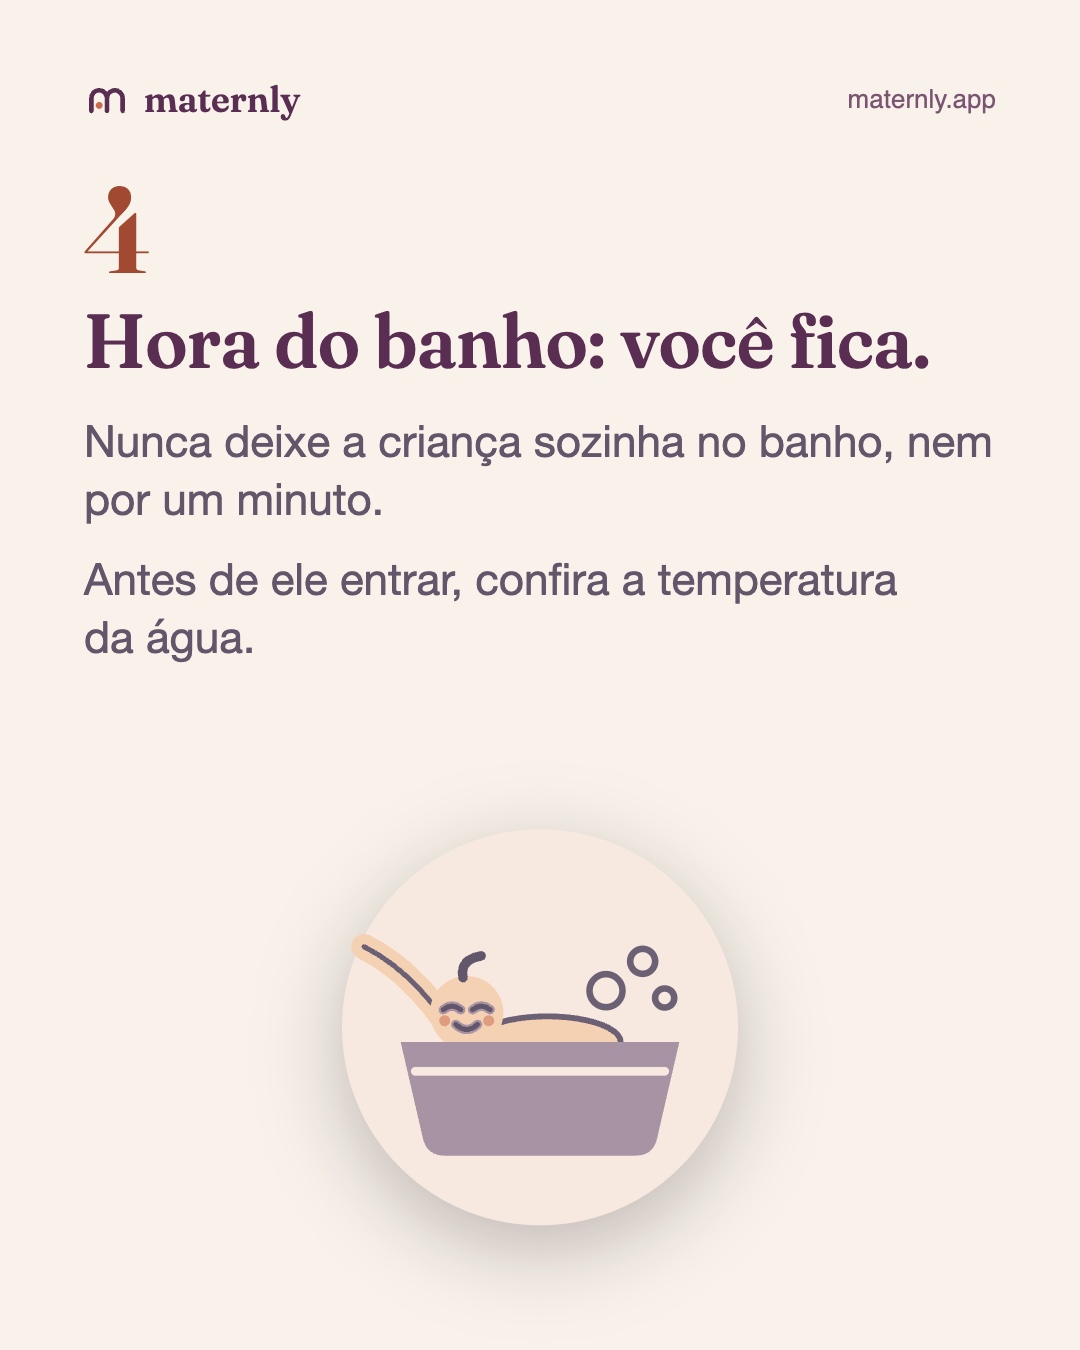 maternly
maternly.app
4
Hora do banho: você fica.
Nunca deixe a criança sozinha no banho, nem
por um minuto.
Antes de ele entrar, confira a temperatura
da água.